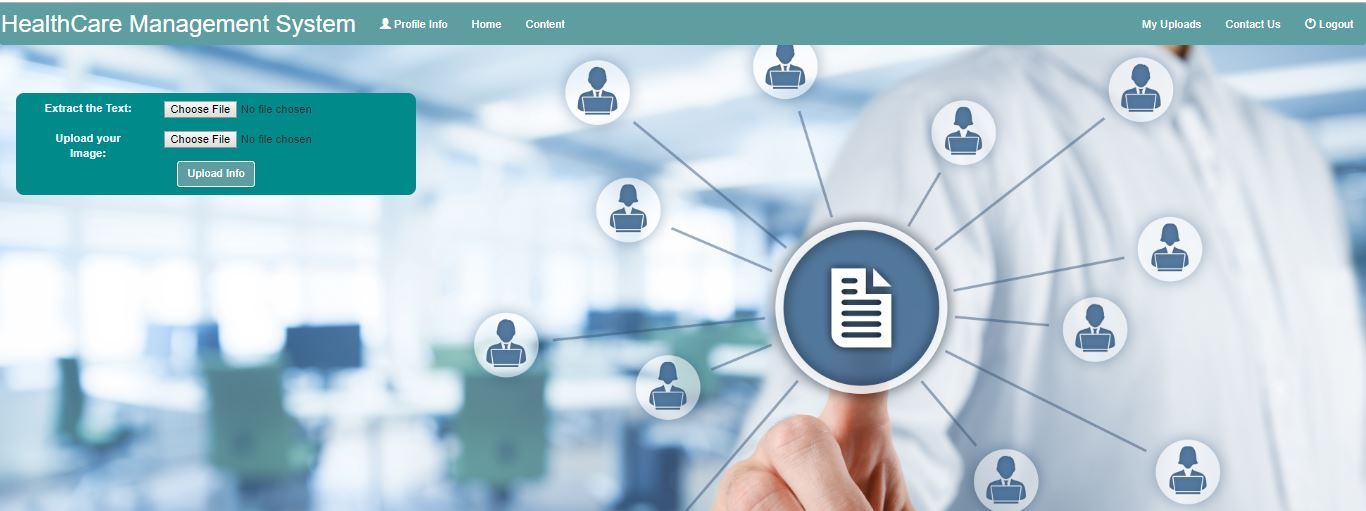 HealthCare Management System Profile Info Home Content My Uploads Contact Us Logout
Extract the Text: Choose File No file chosen
Upload your Choose File No file chosen
Image:
Upload Info